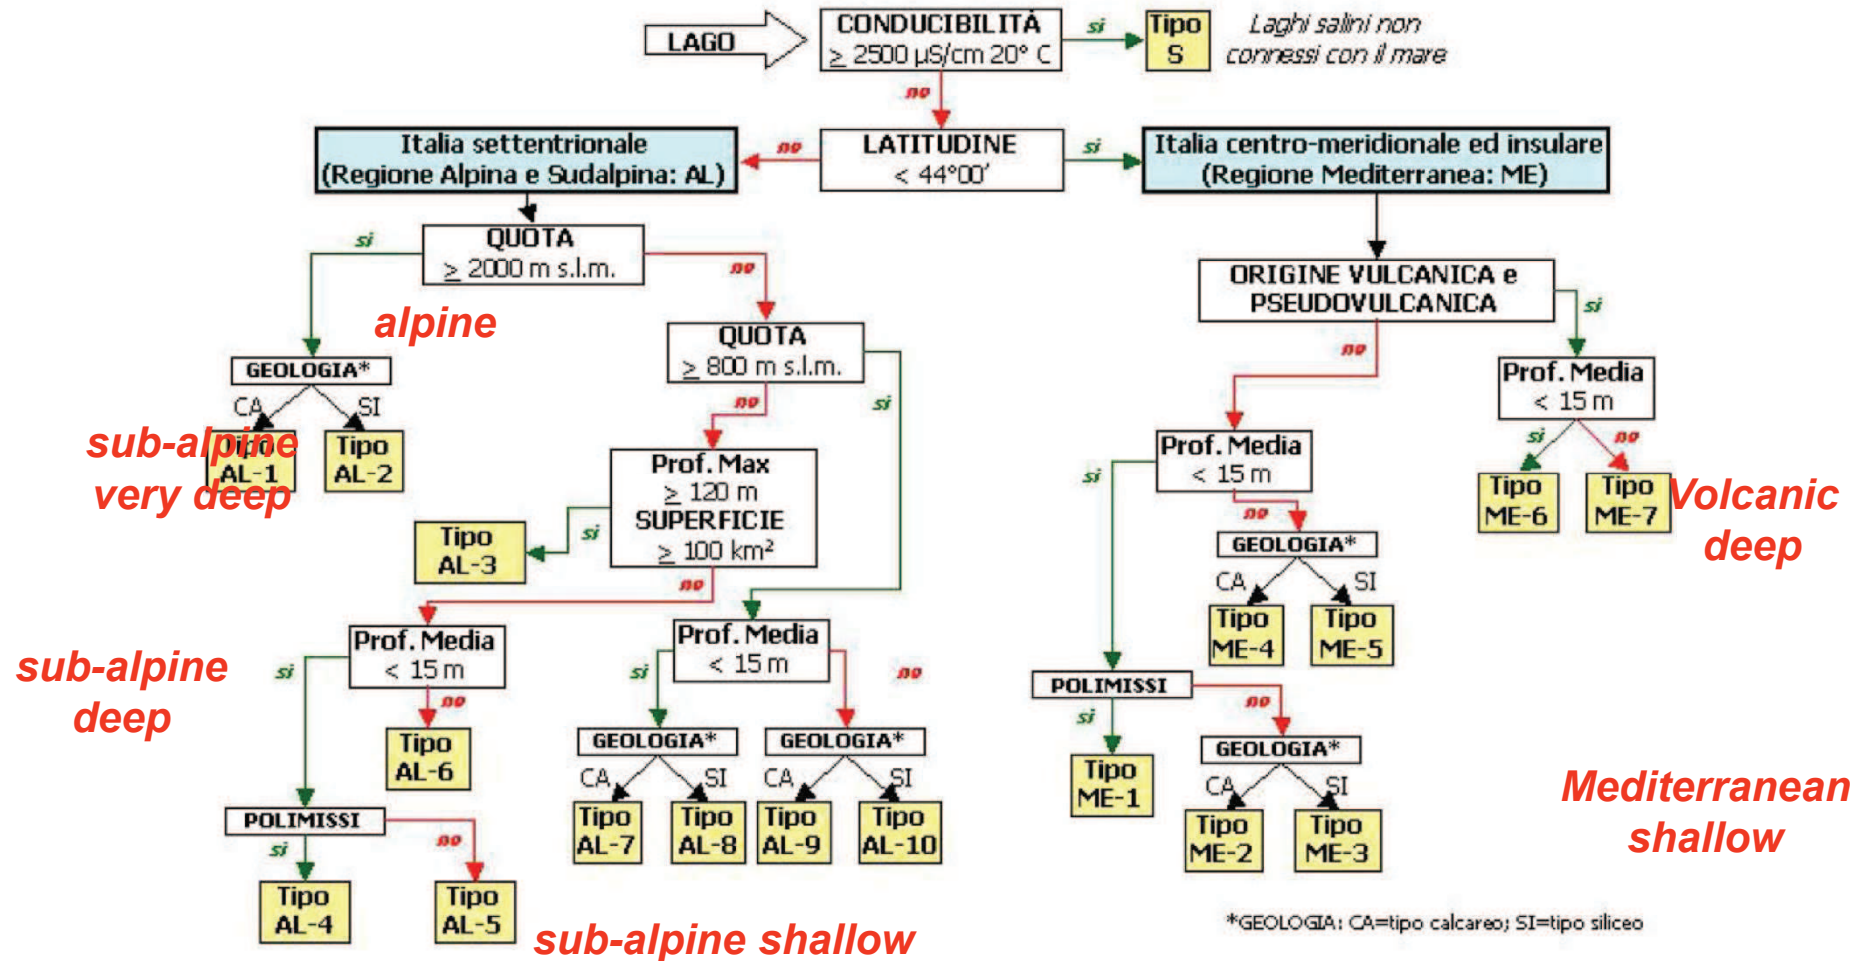 LAGO
CONDUCIBILITÀ
≥ 2500 µS/cm 20° C
si
Tipo
S
Laghi salini non
connessi con il mare
no
Italia settentrionale
(Regione Alpina e Sudalpina: AL)
no
LATITUDINE
< 44°00'
si
Italia centro-meridionale ed insulare
(Regione Mediterranea: ME)
si
QUOTA
≥ 2000 m s.l.m.
no
alpine
QUOTA
≥ 800 m s.l.m.
no
si
GEOLOGIA*
CA
SI
sub-alpine
very deep
Tipo
AL-1
Tipo
AL-2
Prof. Max
≥ 120 m
SUPERFICIE
≥ 100 km²
si
no
Tipo
AL-3
sub-alpine
deep
Prof. Media
< 15 m
si
no
Tipo
AL-6
POLIMISSI
si
no
Tipo
AL-4
Tipo
AL-5
Prof. Media
< 15 m
si
no
GEOLOGIA*
CA
SI
GEOLOGIA*
CA
SI
Tipo
AL-7
Tipo
AL-8
Tipo
AL-9
Tipo
AL-10
sub-alpine shallow
ORIGINE VULCANICA e
PSEUDOVULCANICA
si
no
Prof. Media
< 15 m
si
no
Tipo
ME-6
Tipo
ME-7
Volcanic
deep
Prof. Media
< 15 m
si
no
GEOLOGIA*
CA
SI
Tipo
ME-4
Tipo
ME-5
POLIMISSI
si
no
Tipo
ME-1
GEOLOGIA*
CA
SI
Tipo
ME-2
Tipo
ME-3
Mediterranean
shallow
*GEOLOGIA: CA=tipo calcareo; SI=tipo siliceo